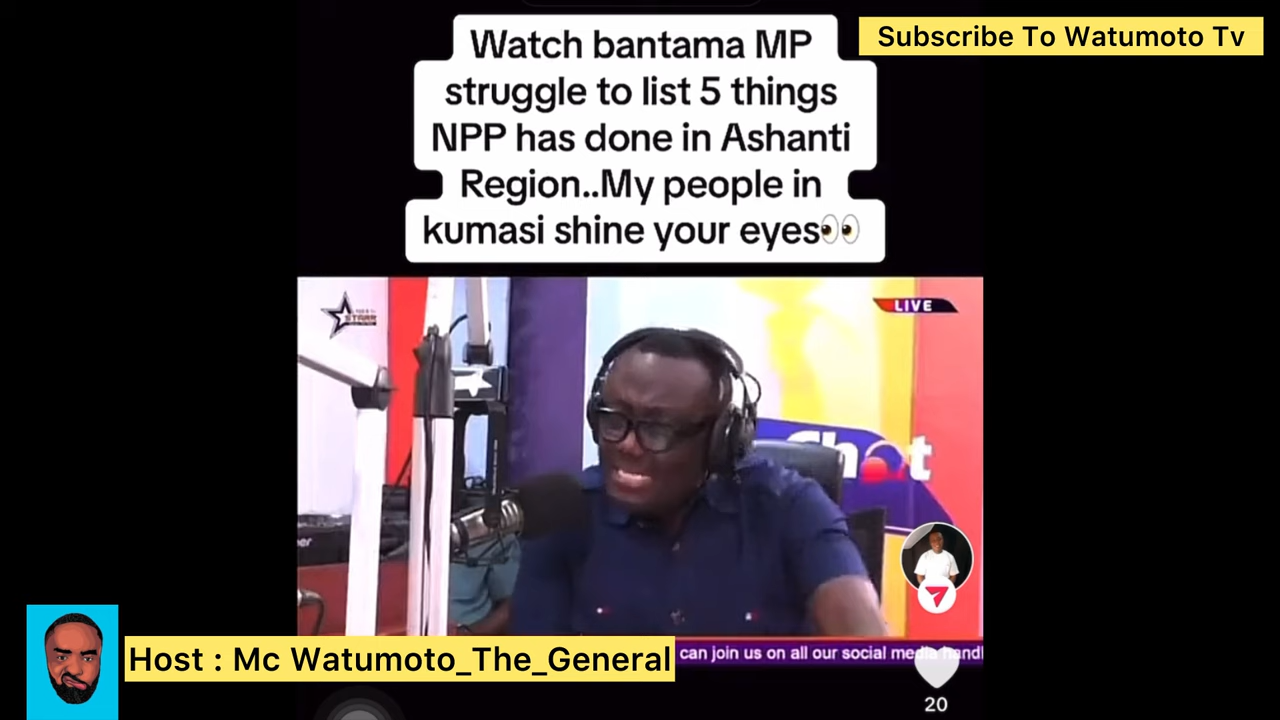 Watch bantama MP
struggle to list 5 things
NPP has done in Ashanti
Region..My people in
kumasi shine your eyes👀
Subscribe To Watumoto Tv
STARR
LIVE
Host : Mc Watumoto_The_General
can join us on all our social media handl
20